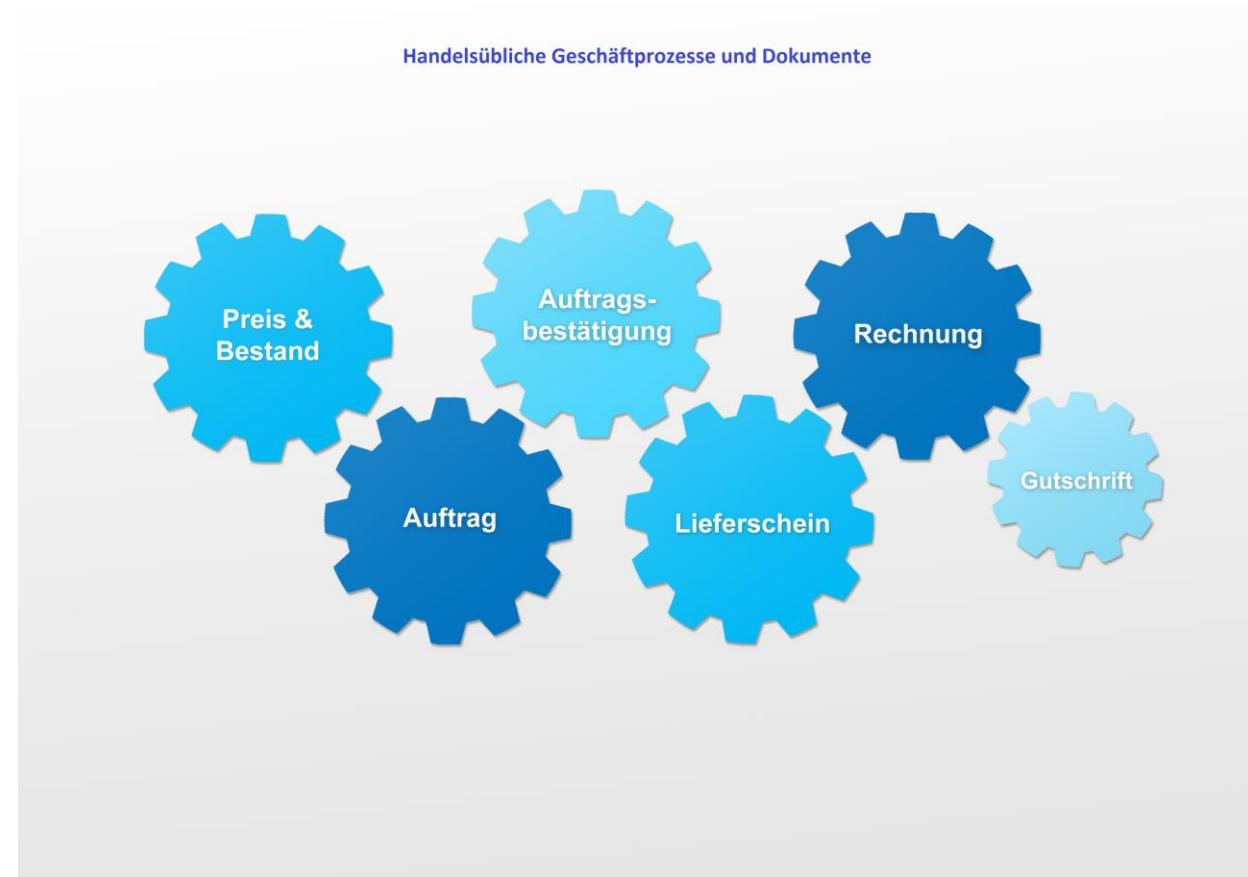 Handelsübliche Geschäftprozesse und Dokumente
Preis &
Bestand
Auftrags-
bestätigung
Rechnung
Auftrag
Lieferschein
Gutschrift